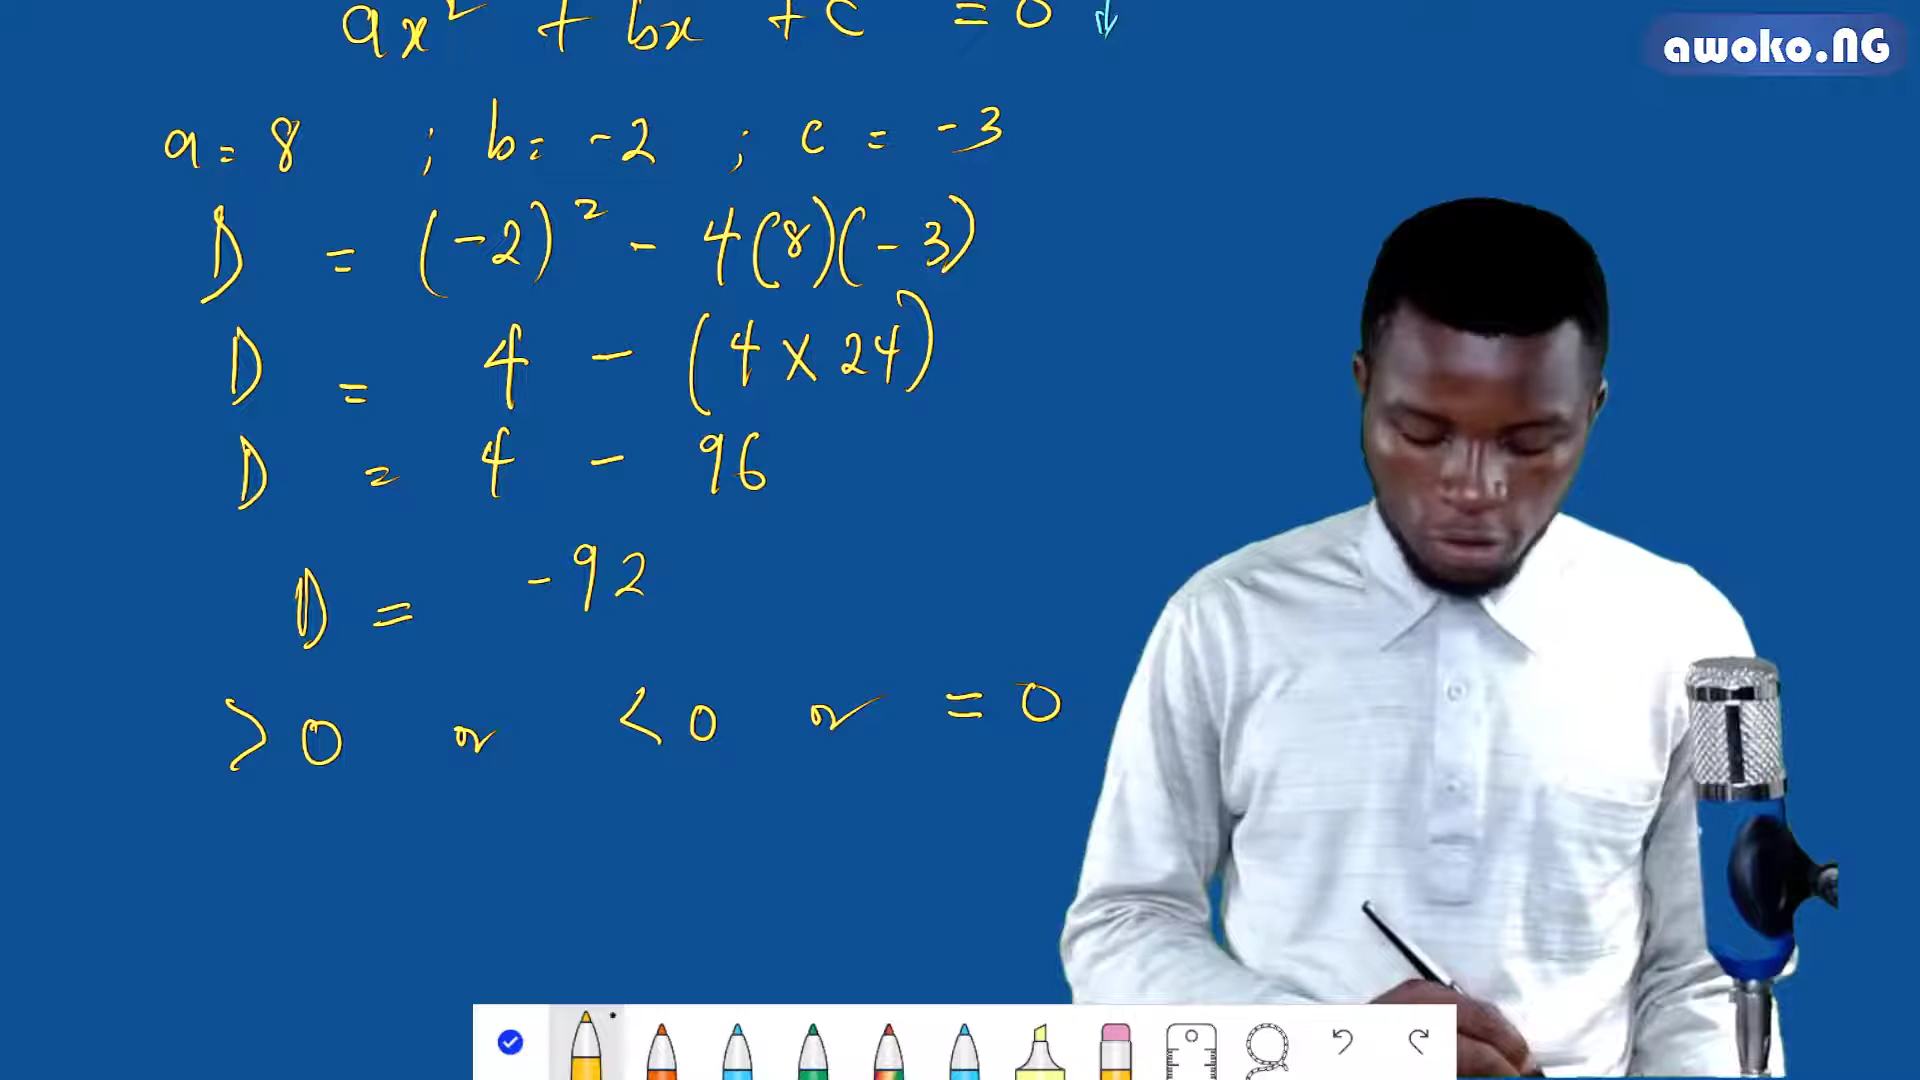 ax² + bx + c = 0
awoko.NG
a = 8 ; b = -2 ; c = -3
D = (-2)² - 4(8)(-3)
D = 4 - (4 x 24)
D = 4 - 96
D = -92
> 0 or < 0 or = 0